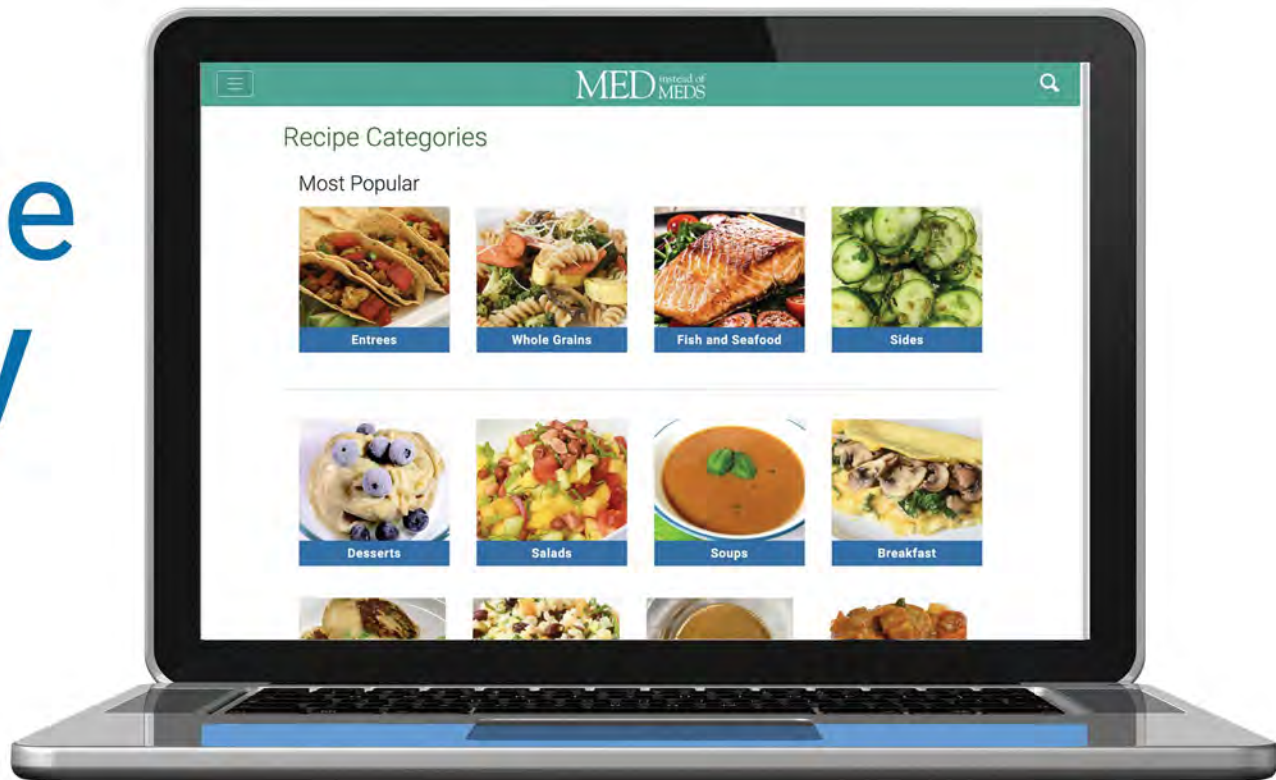 e
y
MED instead of MEDS
Recipe Categories
Most Popular
Entrees
Whole Grains
Fish and Seafood
Sides
Desserts
Salads
Soups
Breakfast